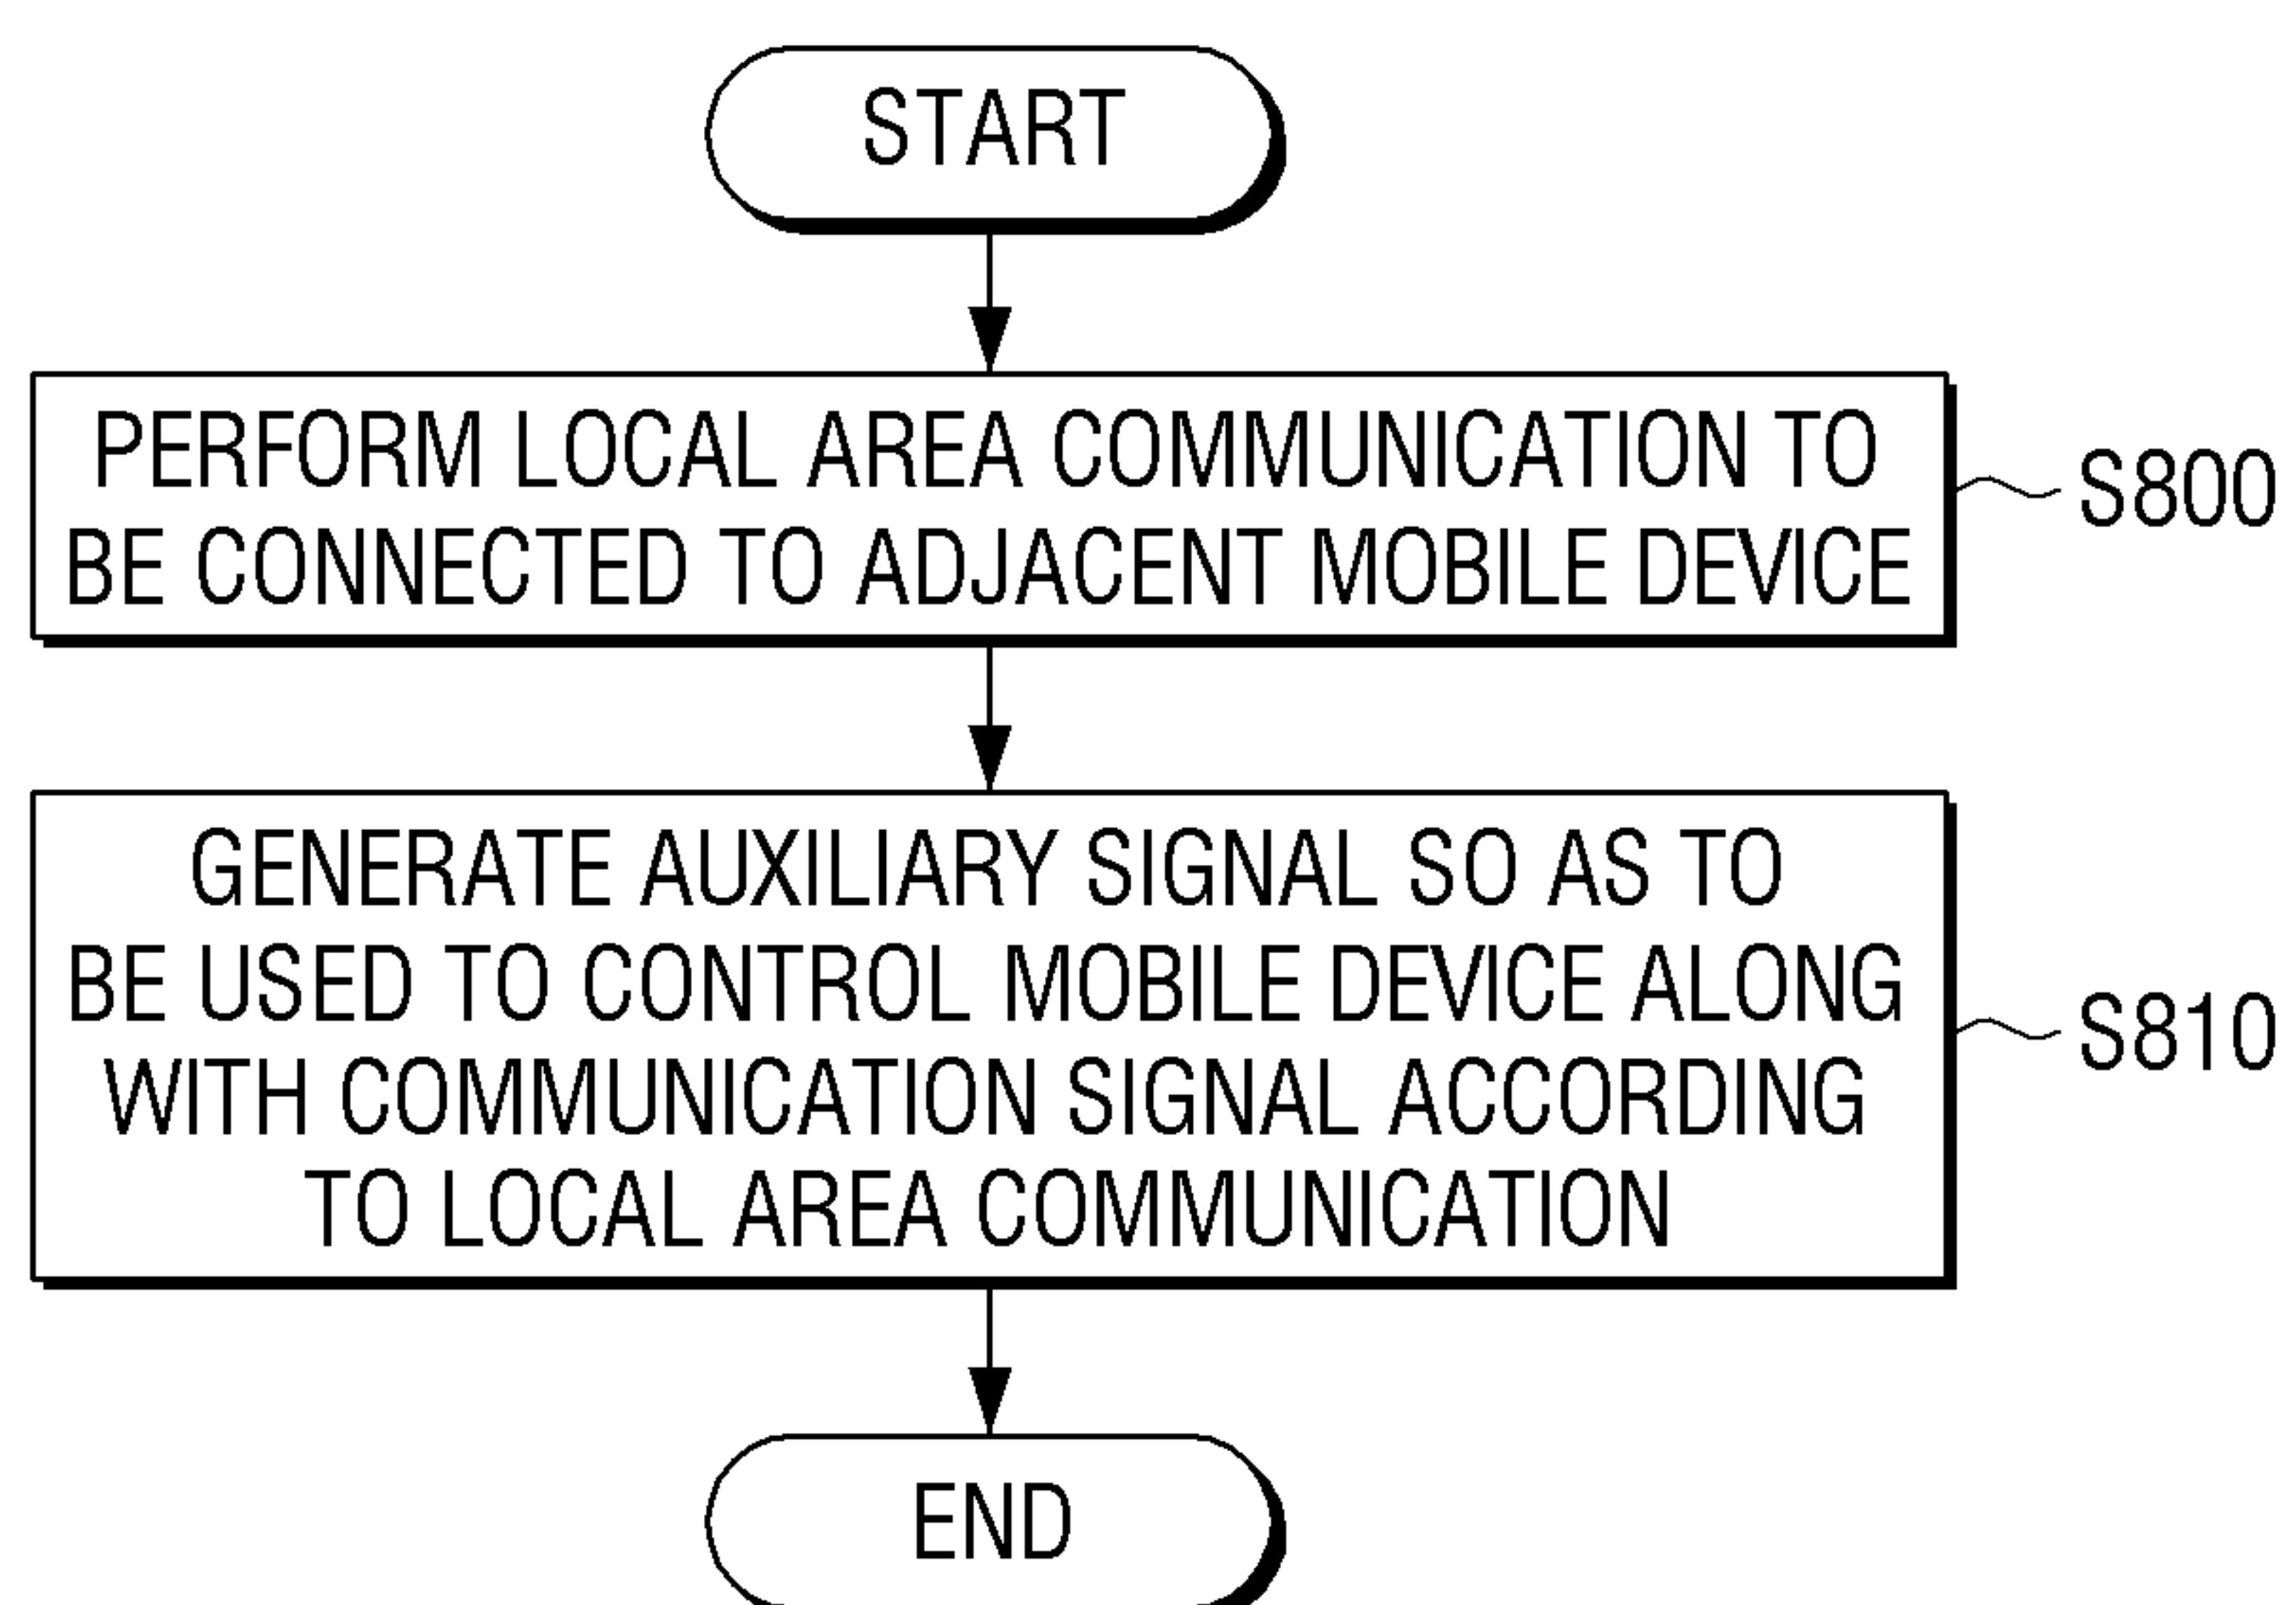 START
PERFORM LOCAL AREA COMMUNICATION TO
BE CONNECTED TO ADJACENT MOBILE DEVICE
S800
GENERATE AUXILIARY SIGNAL SO AS TO
BE USED TO CONTROL MOBILE DEVICE ALONG
WITH COMMUNICATION SIGNAL ACCORDING
TO LOCAL AREA COMMUNICATION
S810
END